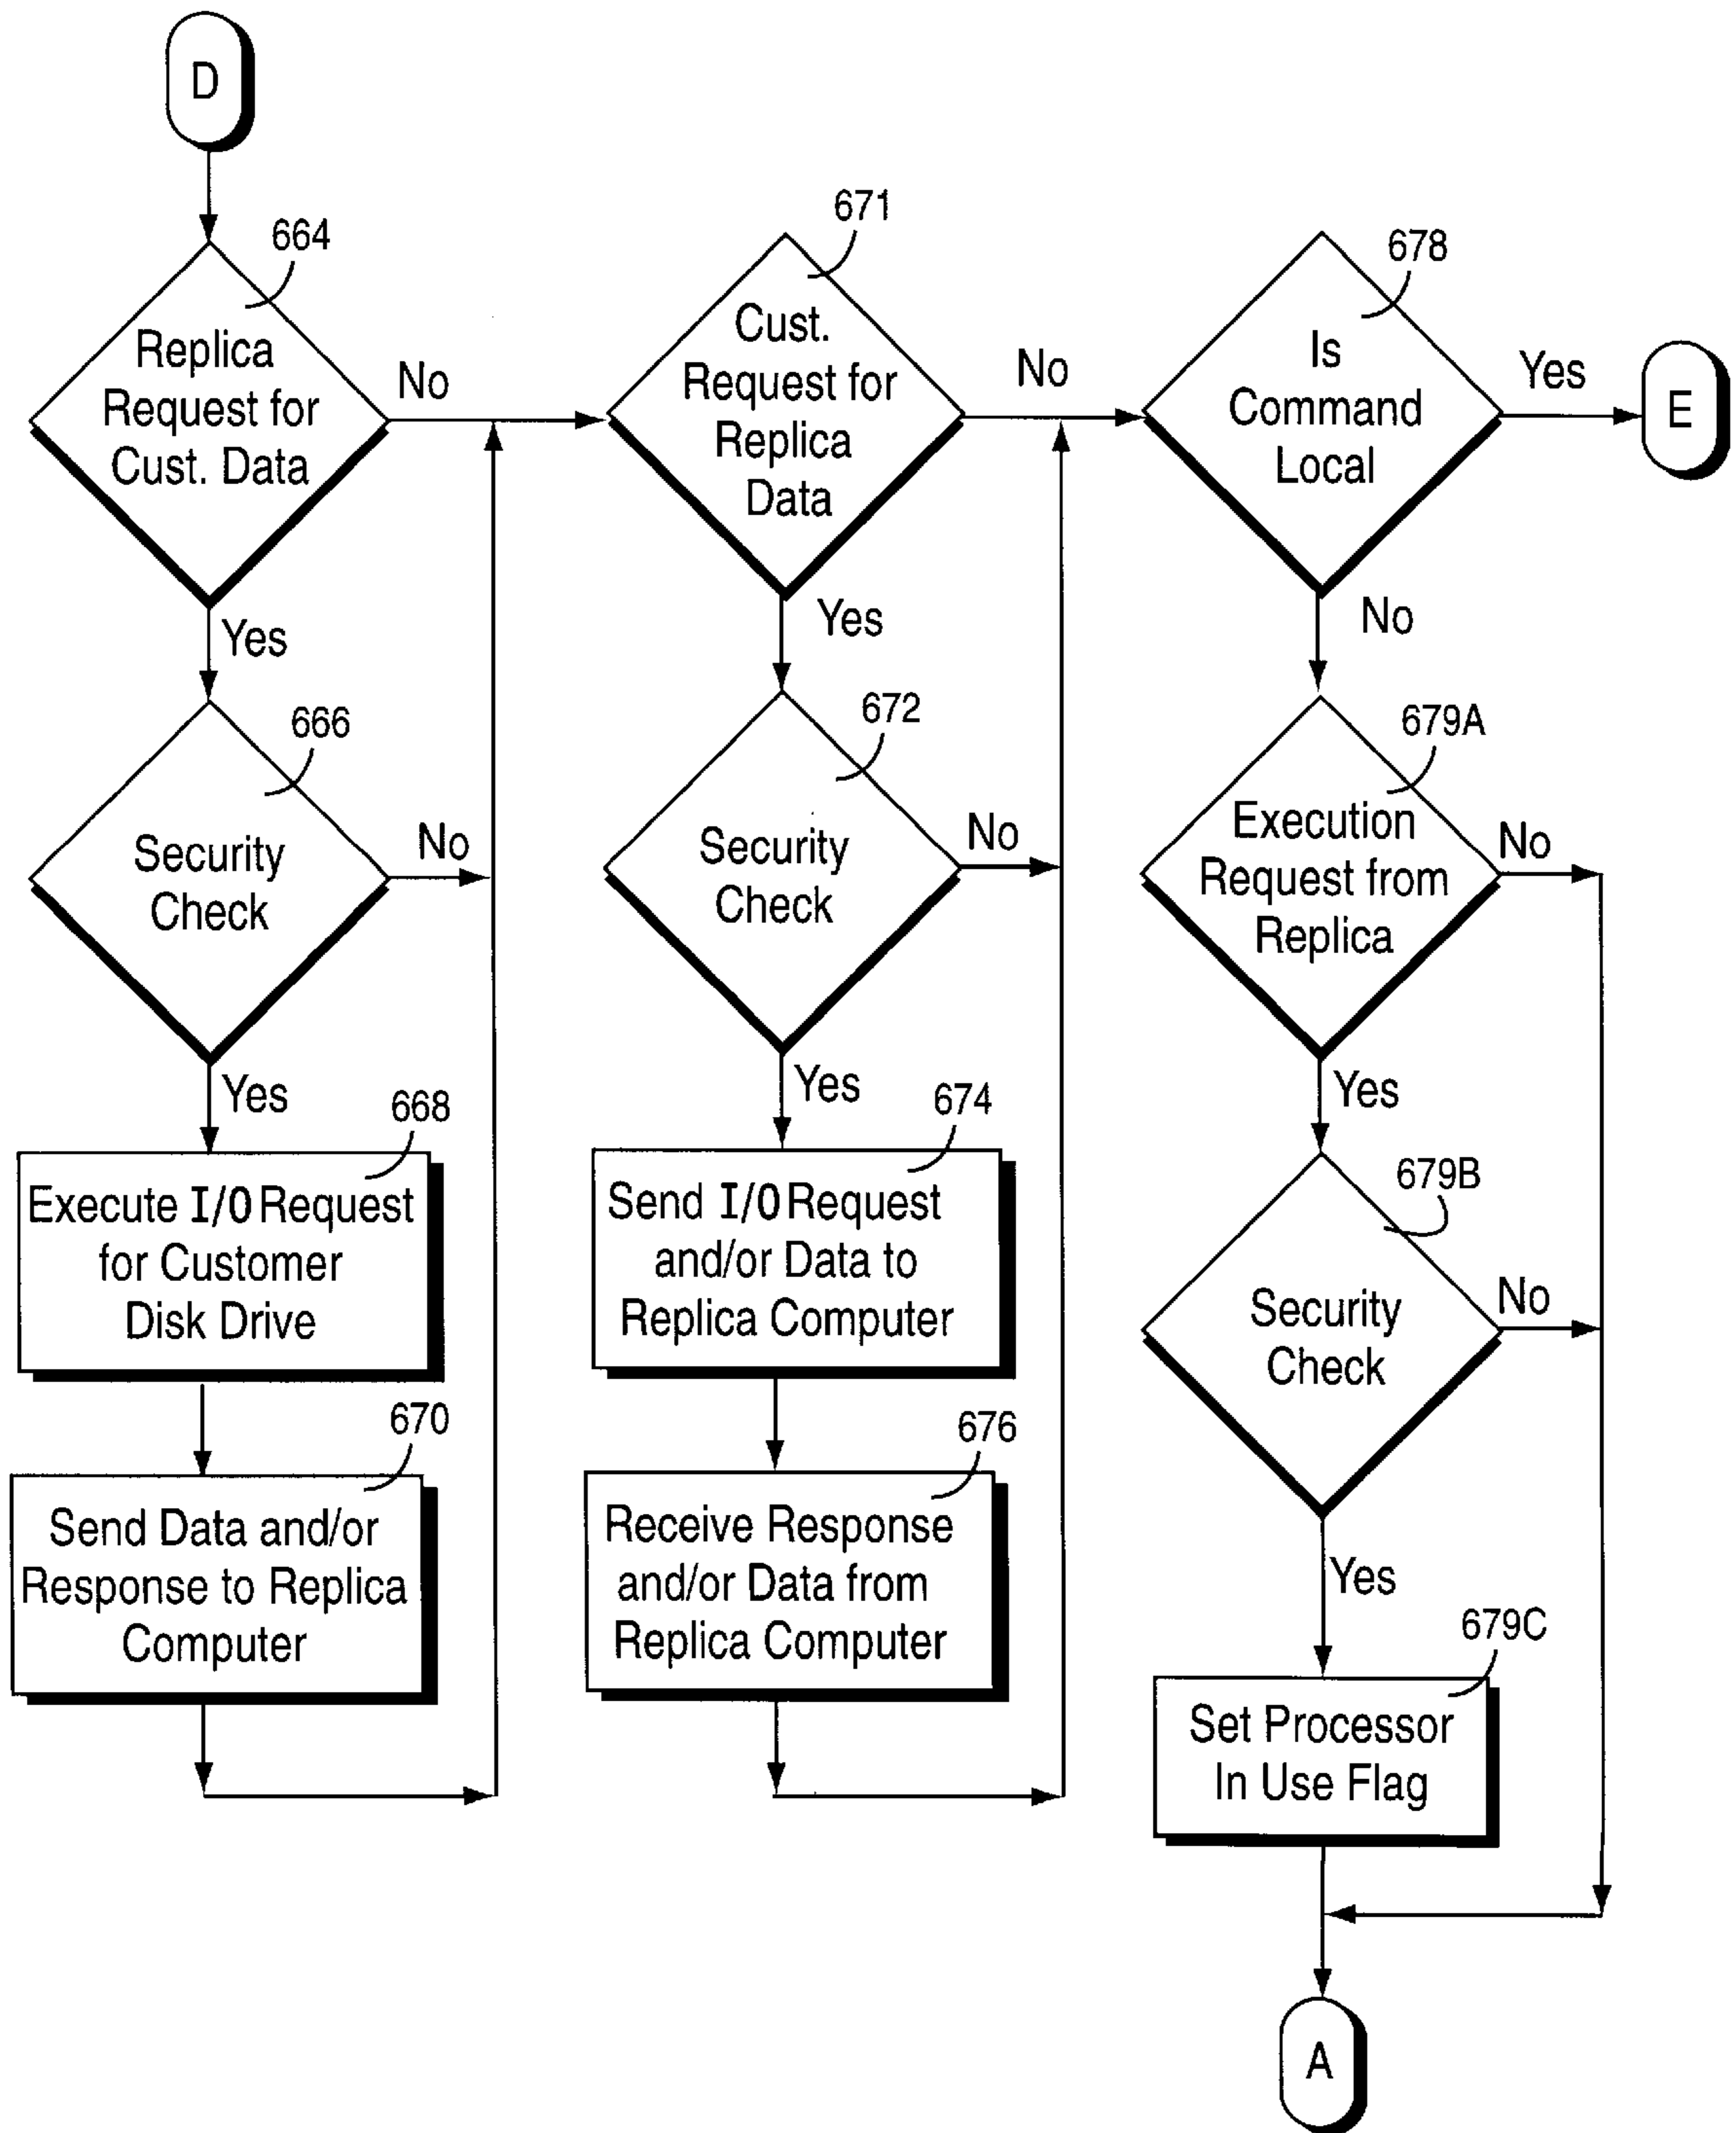 D
664
Replica
Request for
Cust. Data
No
Yes
666
Security
Check
No
Yes
668
Execute I/O Request
for Customer
Disk Drive
670
Send Data and/or
Response to Replica
Computer
671
Cust.
Request for
Replica
Data
No
Yes
672
Security
Check
No
Yes
674
Send I/O Request
and/or Data to
Replica Computer
676
Receive Response
and/or Data from
Replica Computer
678
Is
Command
Local
Yes
E
No
679A
Execution
Request from
Replica
No
Yes
679B
Security
Check
No
Yes
679C
Set Processor
In Use Flag
A